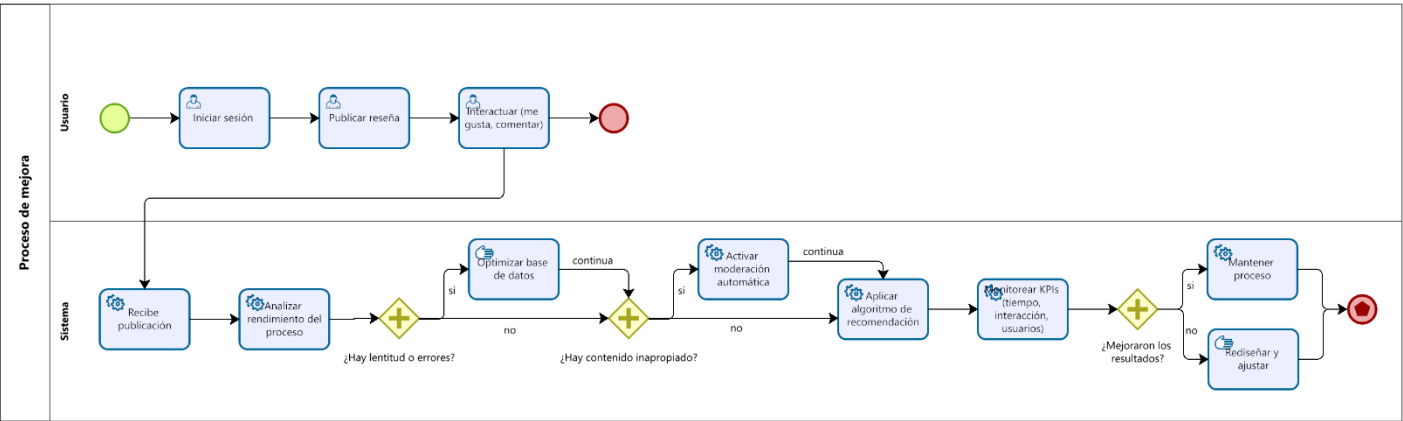 Proceso de mejora
Usuario
Iniciar sesión
Publicar reseña
Interactuar (me
gusta, comentar)
Sistema
Recibe
publicación
Analizar
rendimiento del
proceso
¿Hay lentitud o errores?
si
no
Optimizar base
de datos
continua
¿Hay contenido inapropiado?
si
no
Activar
moderación
automática
continua
Aplicar
algoritmo de
recomendación
Monitorear KPIs
(tiempo,
interacción,
usuarios)
¿Mejoraron los
resultados?
si
no
Mantener
proceso
Rediseñar y
ajustar